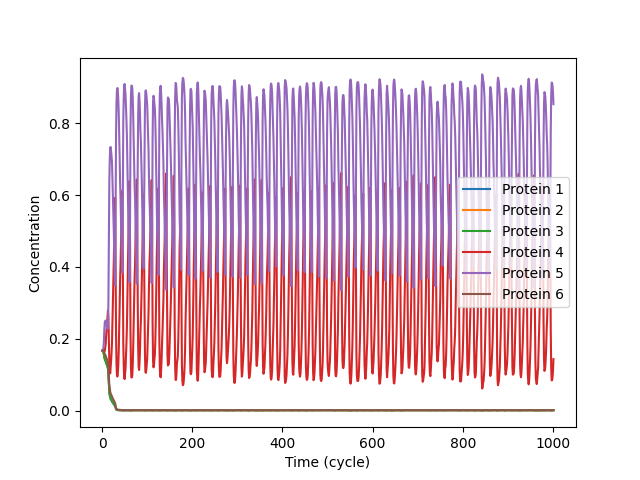 Concentration
0.8
0.6
0.4
0.2
0.0
Protein 1
Protein 2
Protein 3
Protein 4
Protein 5
Protein 6
0 200 400 600 800 1000
Time (cycle)